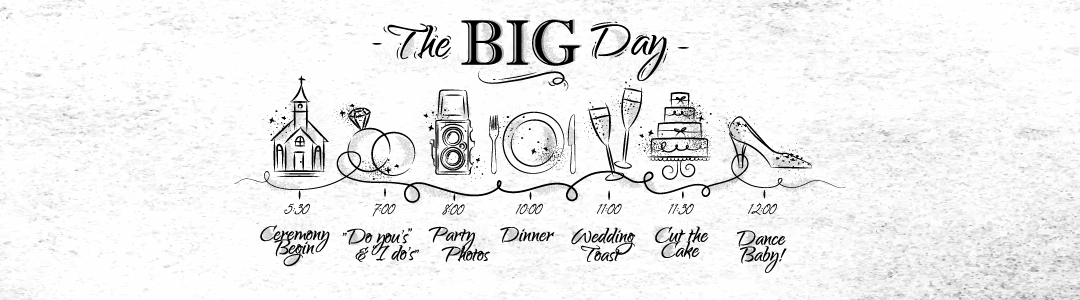 - The BIG Day -
5:30
Ceremony
Begin
7:00
"Do you's"
& "I do's"
8:00
Party
Photos
10:00
Dinner
11:00
Wedding
Toast
11:30
Cut the
Cake
12:00
Dance
Baby!